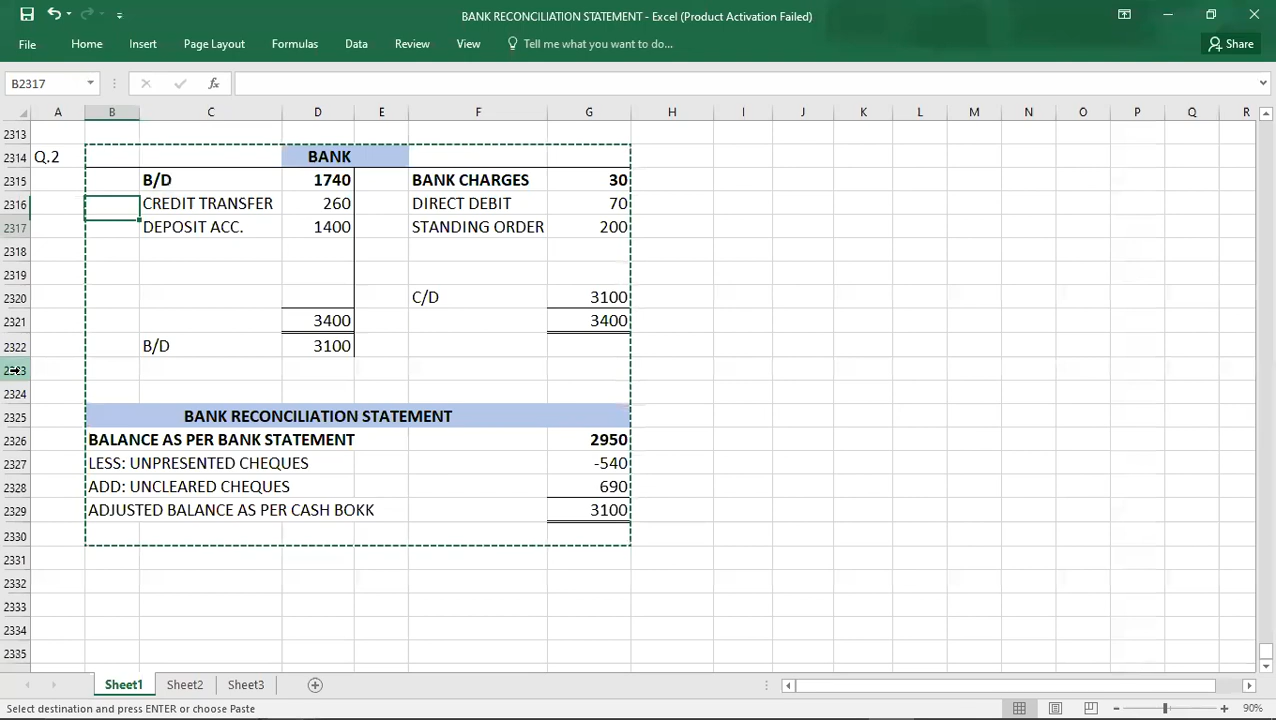 BANK RECONCILIATION STATEMENT - Excel (Product Activation Failed)
File Home Insert Page Layout Formulas Data Review View Tell me what you want to do... Share
B2317 fx
A B C D E F G H I J K L M N O P Q R
2313
2314 Q.2 BANK
2315 B/D 1740 BANK CHARGES 30
2316 CREDIT TRANSFER 260 DIRECT DEBIT 70
2317 DEPOSIT ACC. 1400 STANDING ORDER 200
2318
2319
2320 C/D 3100
2321 3400 3400
2322 B/D 3100
2323
2324
2325 BANK RECONCILIATION STATEMENT
2326 BALANCE AS PER BANK STATEMENT 2950
2327 LESS: UNPRESENTED CHEQUES -540
2328 ADD: UNCLEARED CHEQUES 690
2329 ADJUSTED BALANCE AS PER CASH BOKK 3100
2330
2331
2332
2333
2334
2335
Sheet1 Sheet2 Sheet3
Select destination and press ENTER or choose Paste 90%